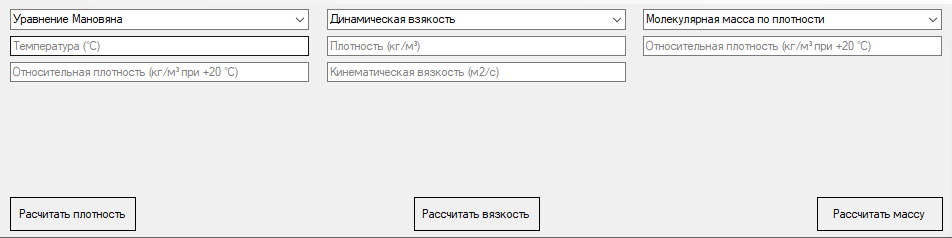 Уравнение Мановяна
Динамическая взякость
Молекулярная масса по плотности
Температура (°C)
Плотность (кг/м³)
Относительная плотность (кг/м³ при +20 °C)
Относительная плотность (кг/м³ при +20 °C)
Кинематическая вязкость (м2/с)
Расчитать плотность
Рассчитать вязкость
Рассчитать массу